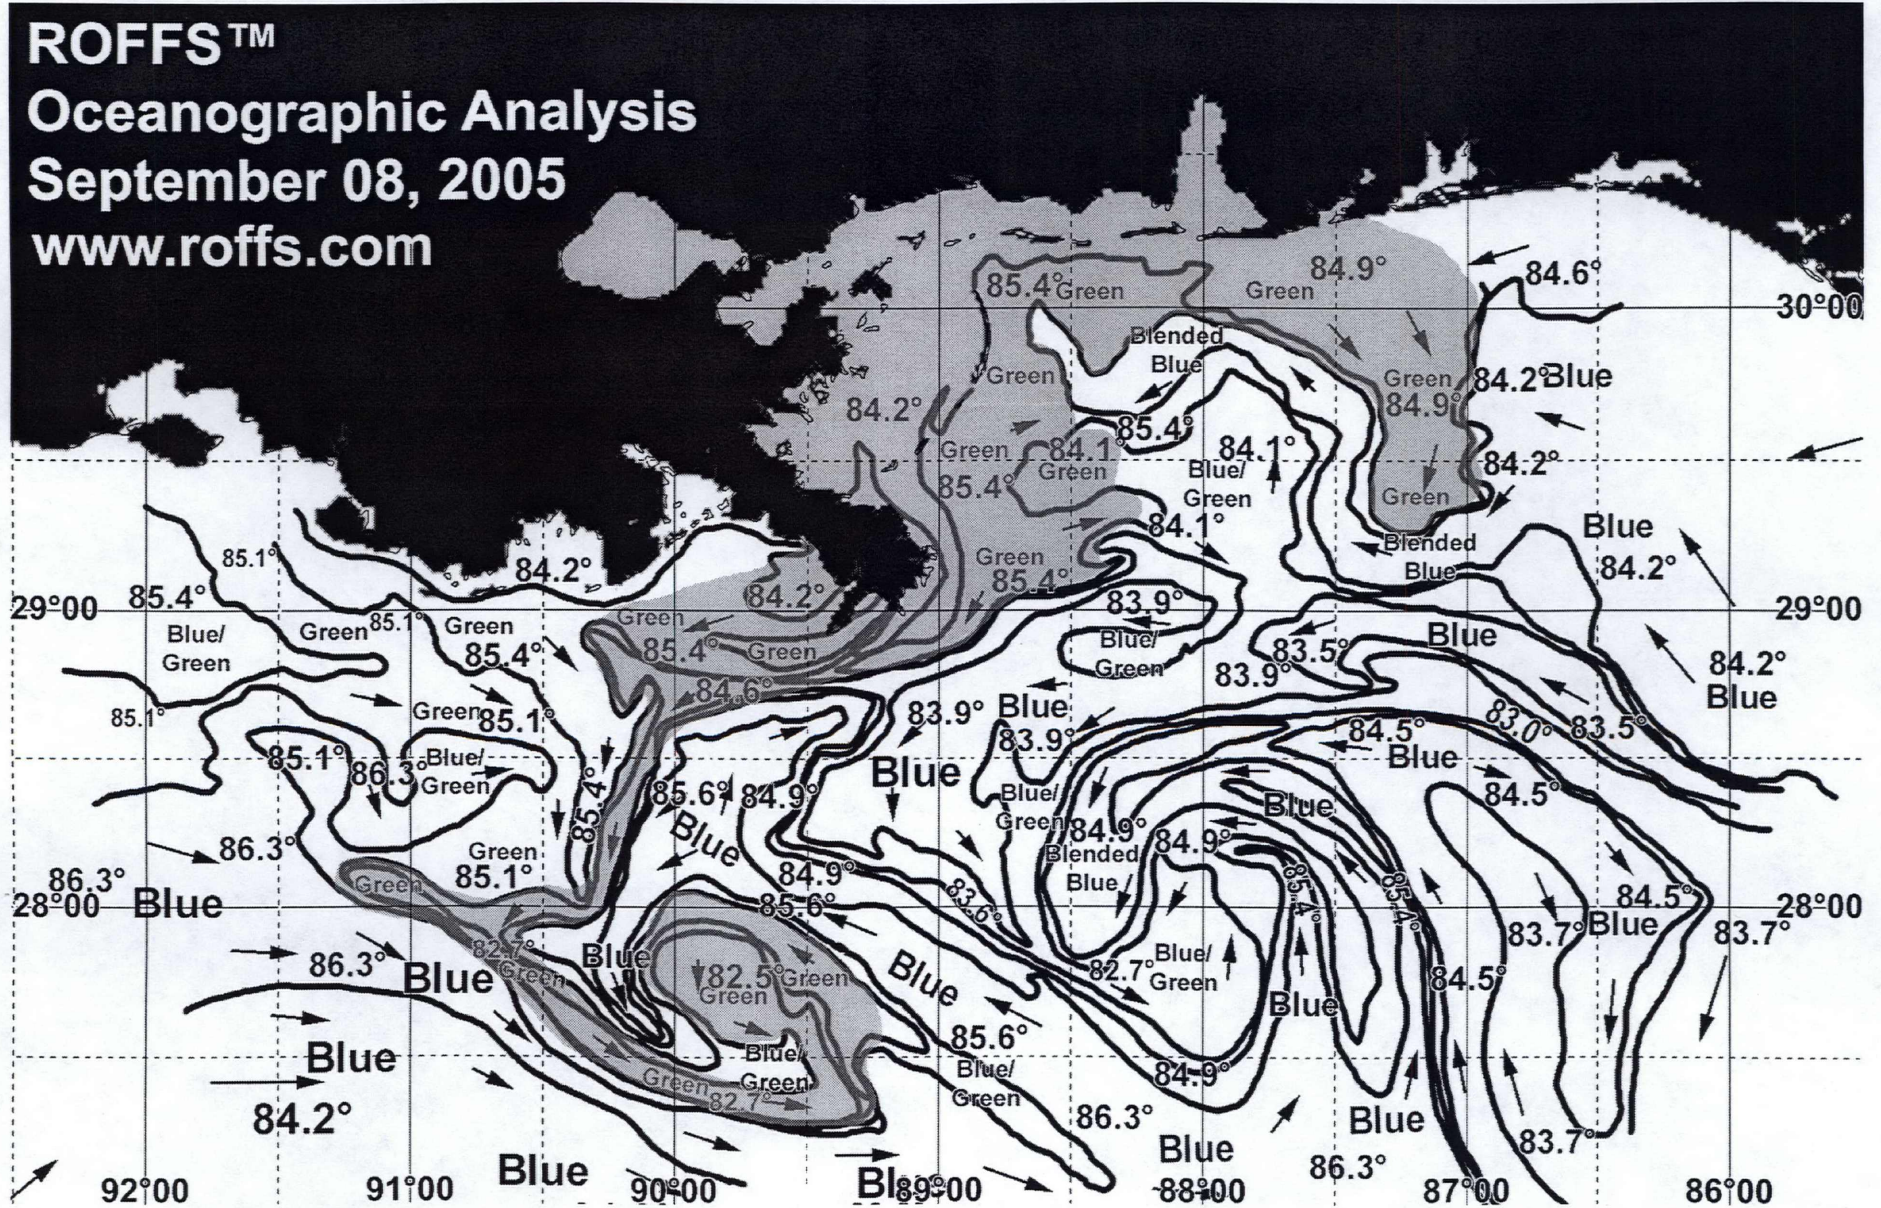 ROFFS™
Oceanographic Analysis
September 08, 2005
www.roffs.com
84.9°
85.4° Green
Green
84.6°
30°00
Blended
Blue
Green
Green
84.9°
84.2° Blue
84.2°
85.4°
Green
84.1
Green
84.1°
84.2°
85.4°
Blue/
Green
Green
84.1°
Blue
85.1°
84.2°
Green
85.4°
Blended
Blue
84.2°
85.4°
84.2°
83.9°
29°00
29°00
Blue/
Green
Green
85.1°
Green
85.4°
Green
85.4°
Green
Blue/
Green
83.5°
Blue
84.2°
Blue
85.1°
Green
85.1°
84.6°
83.9°
Blue
83.9°
83.9°
84.5°
83.0°
83.5°
85.1°
86.3°
Blue/
Green
Blue
Blue
84.5°
85.4°
85.6°
84.9°
Blue
Blue/
Green
84.9°
Blue
84.9°
86.3°
Green
85.1°
Blended
Blue
86.3°
Blue
28°00
Green
84.9°
85.6°
83.6°
85.4°
85.4°
84.5°
Blue
28°00
83.7°
83.7°
82.7°
Green
Blue
82.5°
Green
Green
Blue
82.7°
Blue/
Green
86.3°
Blue
84.5°
Blue
Blue
85.6°
Blue/
Green
Blue/
Green
Green
82.7°
84.9°
84.2°
86.3°
Blue
Blue
86.3°
83.7°
Blue
92°00
91°00
90°00
89°00
88°00
87°00
86°00